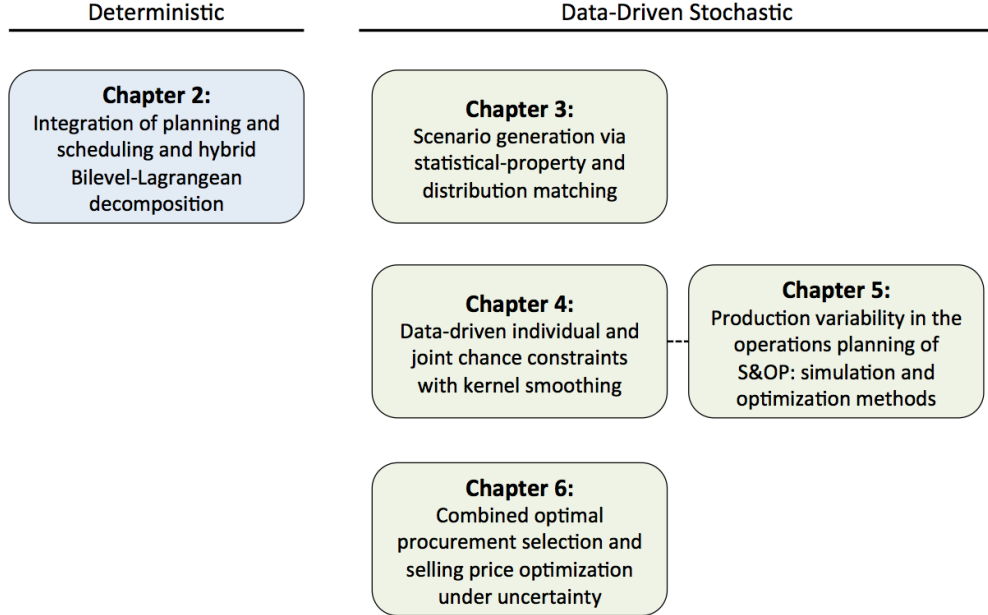 Deterministic
Data-Driven Stochastic
Chapter 2:
Integration of planning and
scheduling and hybrid
Bilevel-Lagrangean
decomposition
Chapter 3:
Scenario generation via
statistical-property and
distribution matching
Chapter 4:
Data-driven individual and
joint chance constraints
with kernel smoothing
Chapter 5:
Production variability in the
operations planning of
S&OP: simulation and
optimization methods
Chapter 6:
Combined optimal
procurement selection and
selling price optimization
under uncertainty